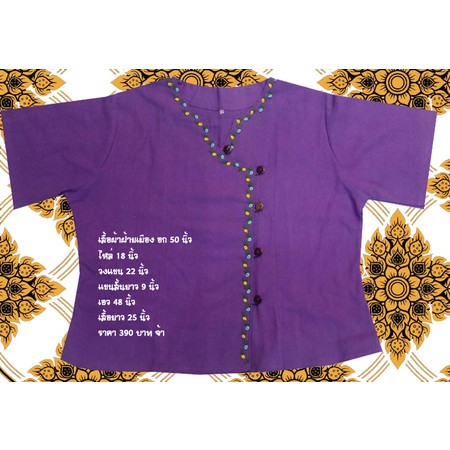 เสื้อผ้าฝ้ายเมือง อก 50 นิ้ว
ไหล่ 18 นิ้ว
วงแขน 22 นิ้ว
แขนสั้นยาว 9 นิ้ว
เอว 48 นิ้ว
เสื้อยาว 25 นิ้ว
ราคา 390 บาท จ้า